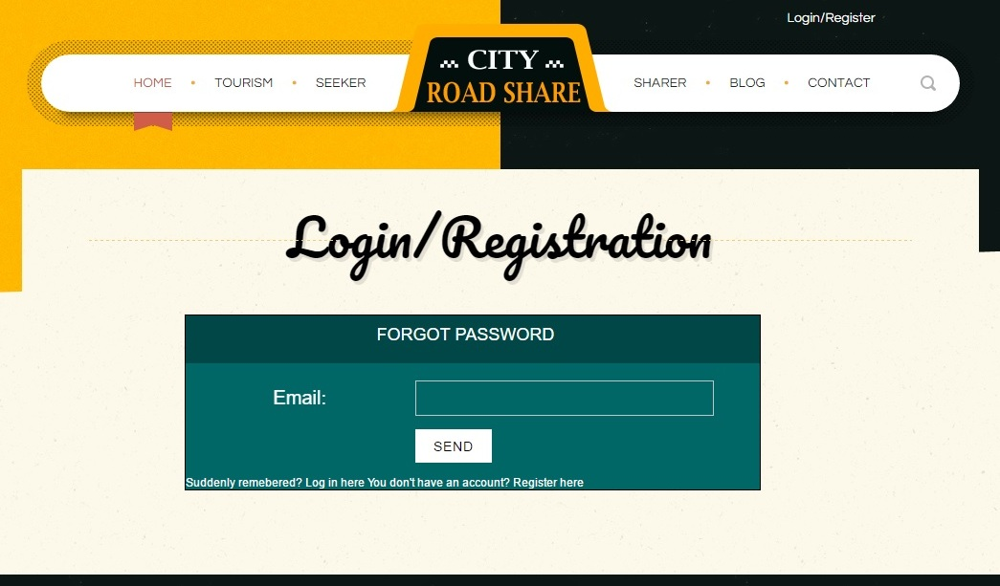 Login/Register
HOME • TOURISM • SEEKER
CITY
ROAD SHARE
SHARER • BLOG • CONTACT
Login/Registration
FORGOT PASSWORD
Email:
SEND
Suddenly remebered? Log in here You don't have an account? Register here